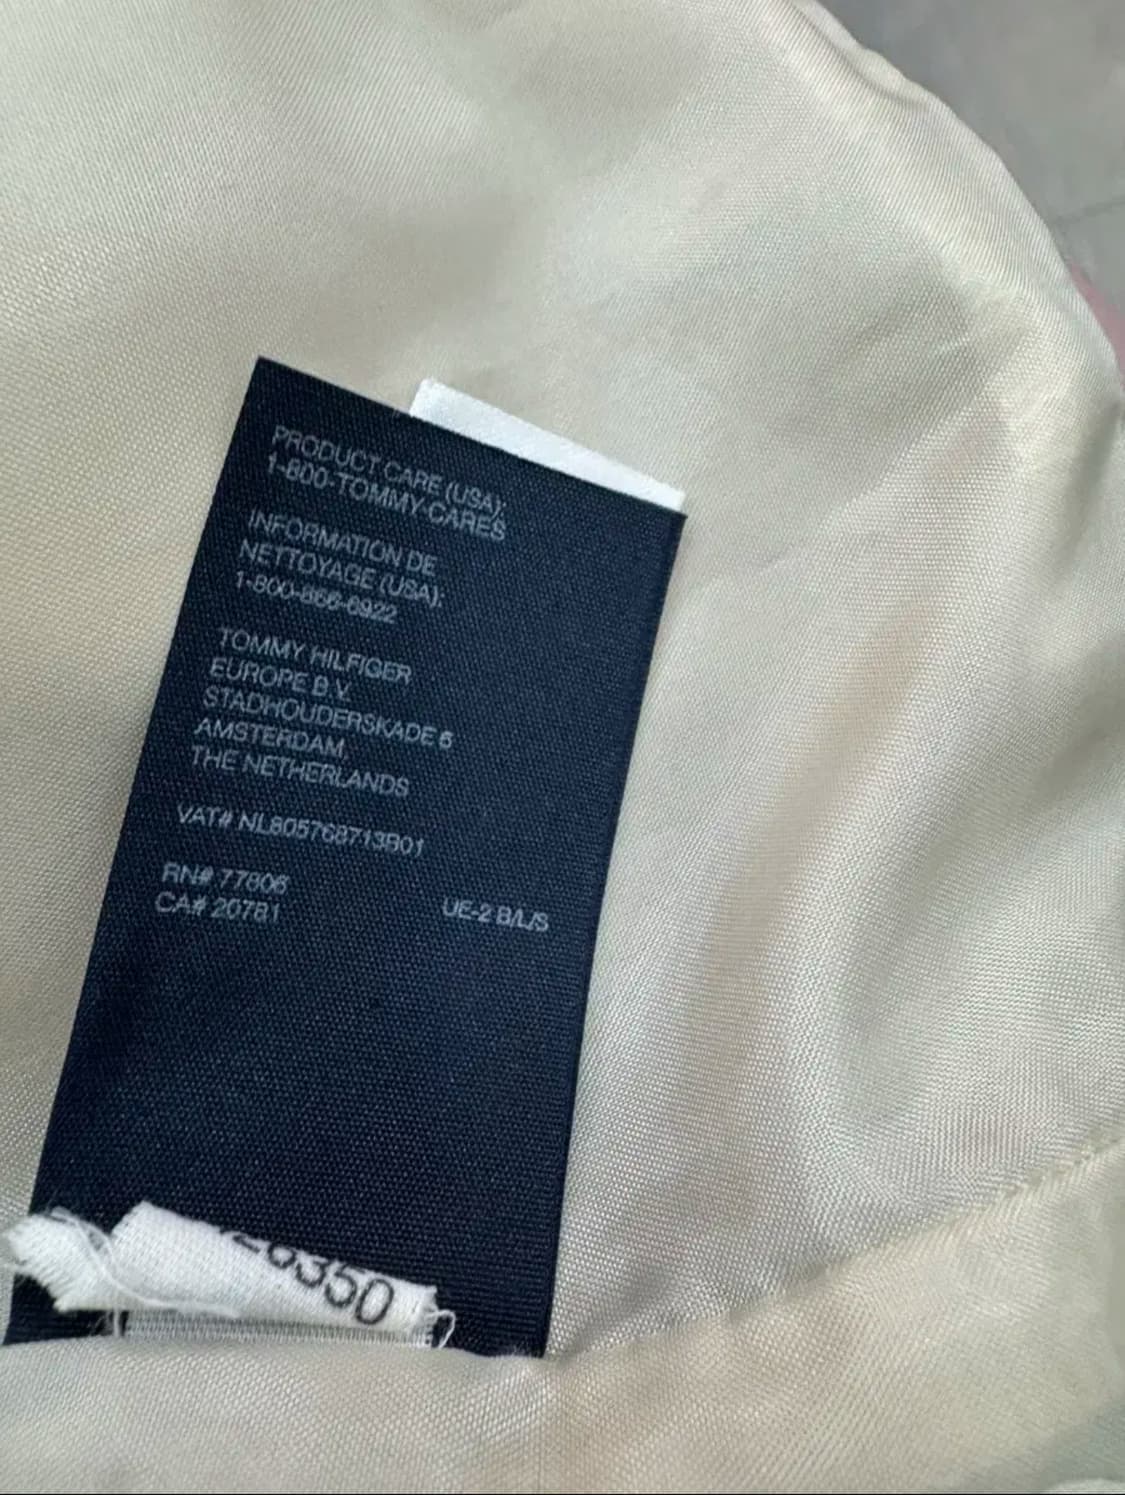 PRODUCT CARE (USA):
1-800-TOMMY-CARES
INFORMATION DE
NETTOYAGE (USA):
1-800-866-6922
TOMMY HILFIGER
EUROPE B.V.
STADHOUDERSKADE 6
AMSTERDAM,
THE NETHERLANDS
VAT# NL805768713B01
RN# 77806
CA# 20781
UE-2 B/L/S
26350